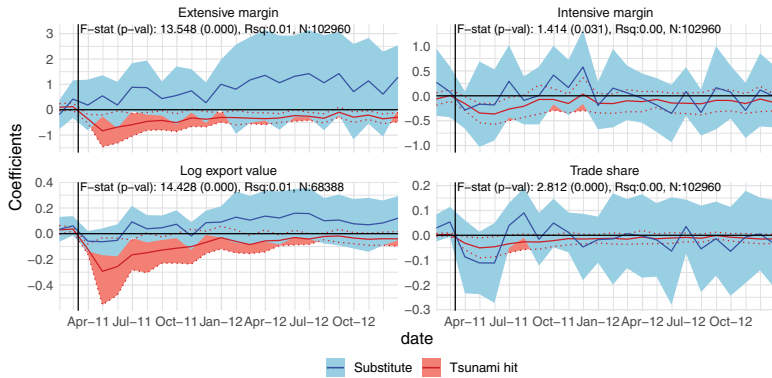 Extensive margin
F-stat (p-val): 13.548 (0.000), Rsq:0.01, N:102960
3
2
1
0
−1
Intensive margin
F-stat (p-val): 1.414 (0.031), Rsq:0.00, N:102960
1.0
0.5
0.0
−0.5
−1.0
Coefficients
Log export value
F-stat (p-val): 14.428 (0.000), Rsq:0.01, N:68388
0.4
0.2
0.0
−0.2
−0.4
Apr−11 Jul−11 Oct−11 Jan−12 Apr−12 Jul−12 Oct−12
Trade share
F-stat (p-val): 2.812 (0.000), Rsq:0.00, N:102960
0.2
0.1
0.0
−0.1
−0.2
−0.3
Apr−11 Jul−11 Oct−11 Jan−12 Apr−12 Jul−12 Oct−12
date
Substitute Tsunami hit